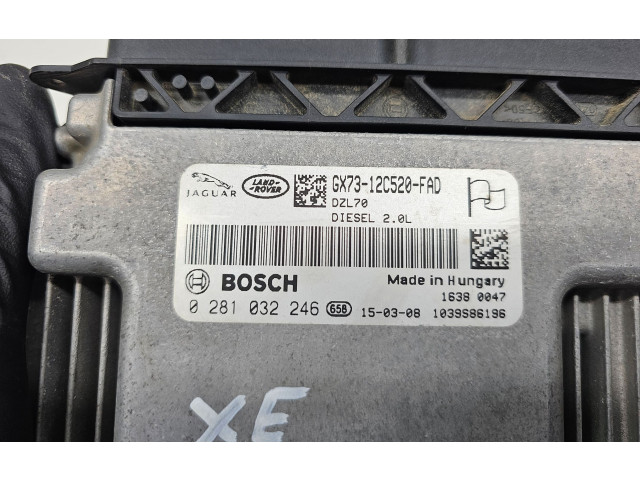 JAGUAR LAND-ROVER GX73-12C520-FAD
DZL70
DIESEL 2.0L
BOSCH Made in Hungary
1638 0047
0 281 032 246 658 15-03-08 1039S86196
XE